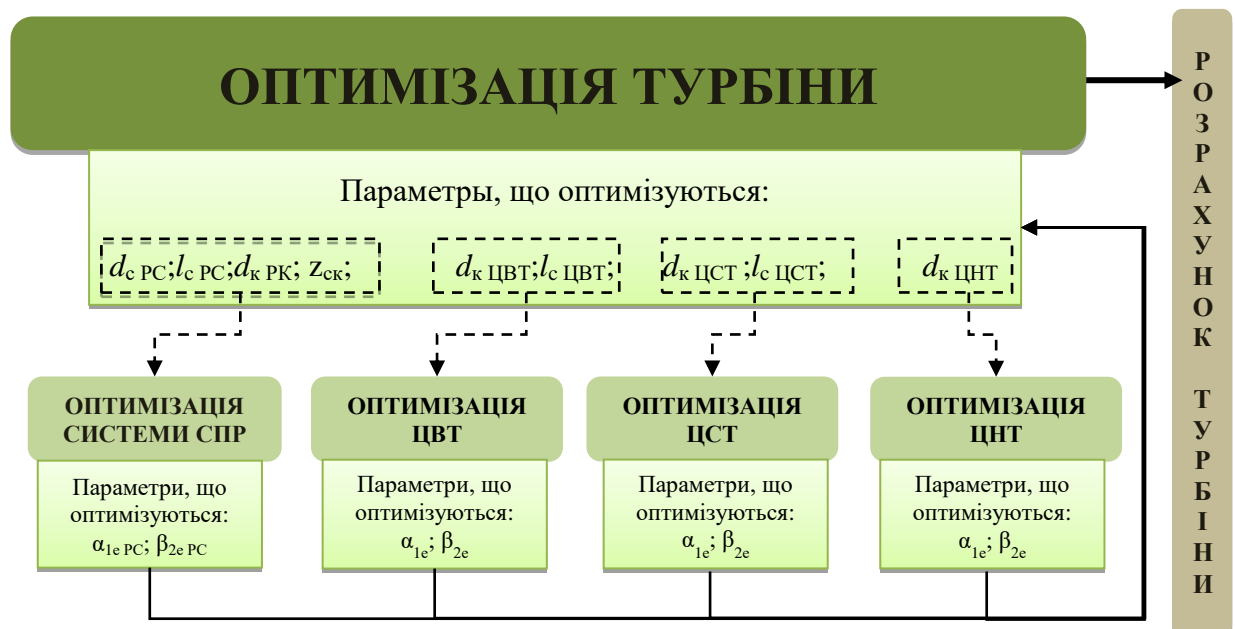 ОПТИМІЗАЦІЯ ТУРБІНИ
Параметры, що оптимізуються:
dс РС;lс РС;dк РК; zск; dк ЦВТ;lс ЦВТ; dк ЦСТ ;lс ЦСТ; dк ЦНТ
ОПТИМІЗАЦІЯ
СИСТЕМИ СПР
Параметри, що
оптимізуються:
α1е РС; β2е РС
ОПТИМІЗАЦІЯ
ЦВТ
Параметри, що
оптимізуються:
α1е; β2е
ОПТИМІЗАЦІЯ
ЦСТ
Параметри, що
оптимізуються:
α1е; β2е
ОПТИМІЗАЦІЯ
ЦНТ
Параметри, що
оптимізуються:
α1е; β2е
РОЗРАХУНОК ТУРБІНИ